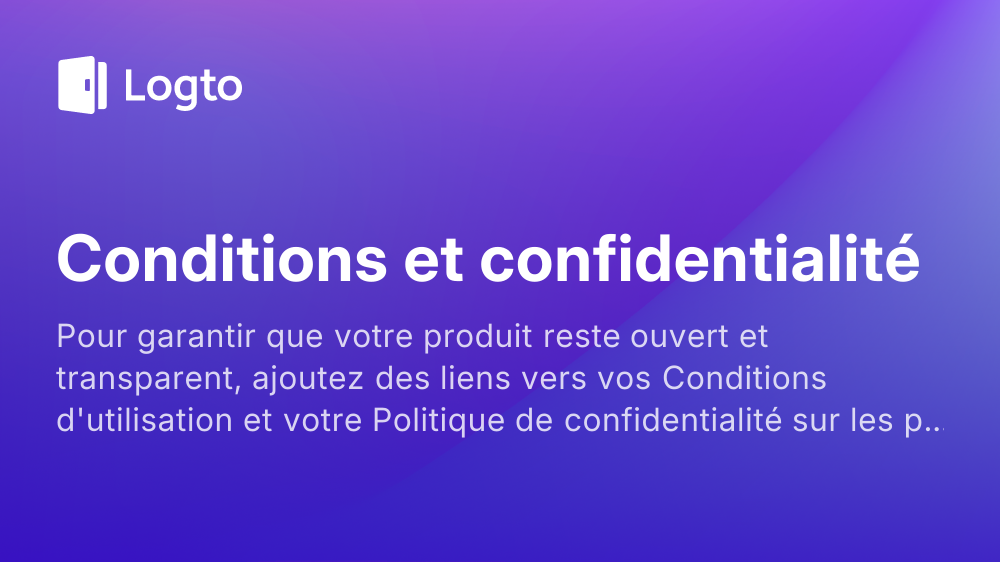 Logto
Conditions et confidentialité
Pour garantir que votre produit reste ouvert et
transparent, ajoutez des liens vers vos Conditions
d'utilisation et votre Politique de confidentialité sur les p...